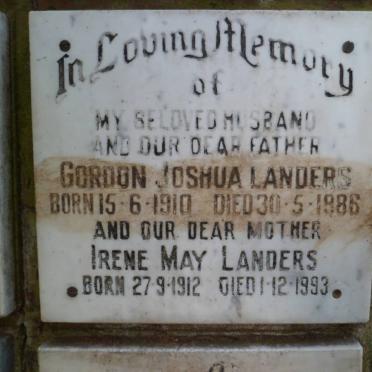 In Loving Memory
of
MY BELOVED HUSBAND
AND OUR DEAR FATHER
GORDON JOSHUA LANDERS
BORN 15-6-1910 DIED 30-5-1986
AND OUR DEAR MOTHER
IRENE MAY LANDERS
BORN 27-9-1912 DIED 1-12-1993